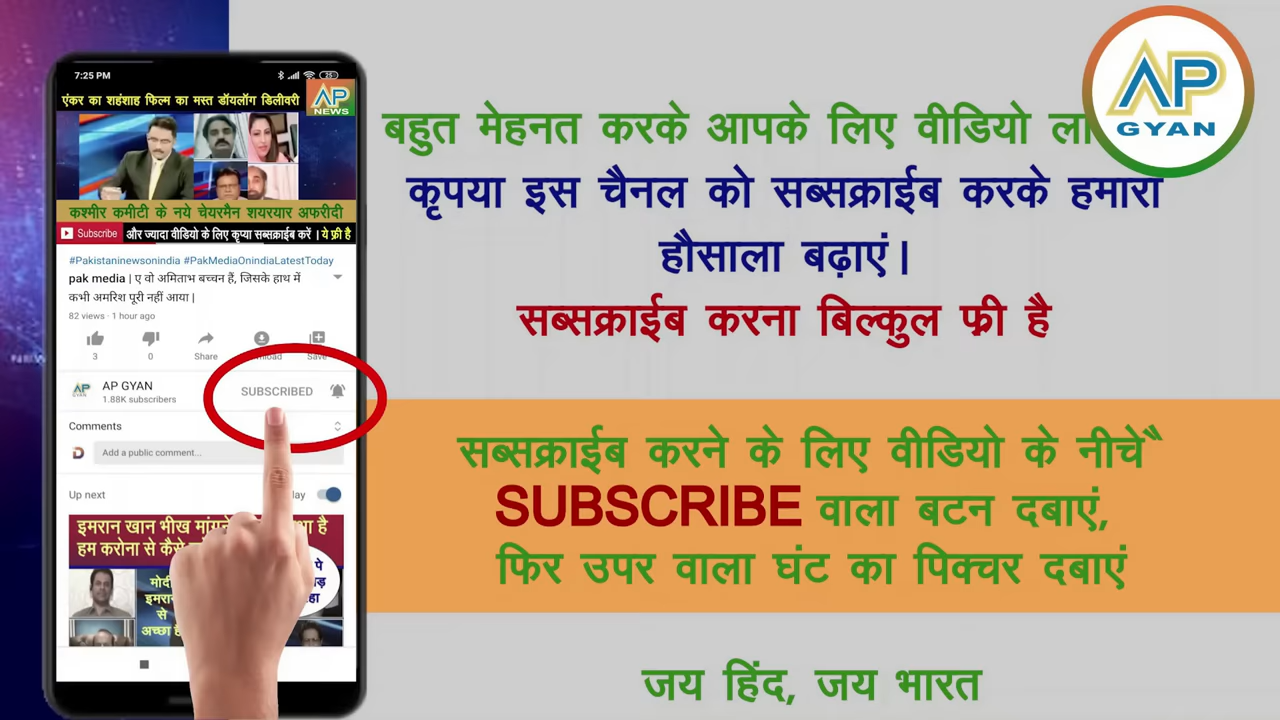 7:25 PM
25
एंकर का शहंशाह फिल्म का मस्त डॉयलॉग डिलीवरी
AP
NEWS
कश्मीर कमीटी के नये चेयरमैन शयरयार अफरीदी
Subscribe और ज्यादा वीडियो के लिए कृप्या सब्सक्राईब करें । ये फ्री है
#Pakistaninewsonindia #PakMediaOnindiaLatestToday
pak media | ए वो अमिताभ बच्चन हैं, जिसके हाथ में
कभी अमरिश पूरी नहीं आया |
82 views · 1 hour ago
3 0 Share Save
AP GYAN SUBSCRIBED
1.88K subscribers
Comments
Add a public comment...
Up next
इमरान खान भीख मांगने है
हम करोना से कैसे
मोदी
से
अच्छा है
AP
GYAN
बहुत मेहनत करके आपके लिए वीडियो
कृपया इस चैनल को सब्सक्राईब करके हमारा
हौसाला बढ़ाएं।
सब्सक्राईब करना बिल्कुल फ्री है
सब्सक्राईब करने के लिए वीडियो के नीचे
SUBSCRIBE वाला बटन दबाएं,
फिर उपर वाला घंट का पिक्चर दबाएं
जय हिंद, जय भारत